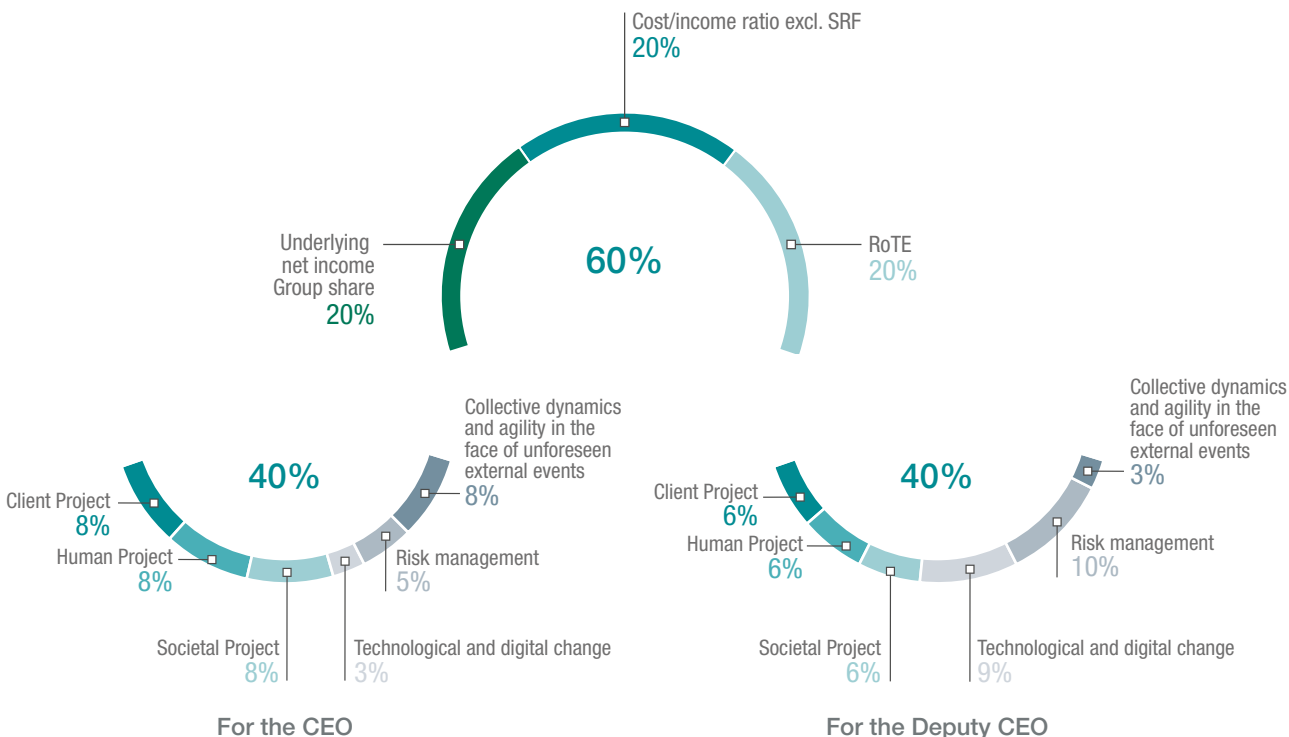 Cost/income ratio excl. SRF
20%
Underlying
net income
Group share
20%
60%
RoTE
20%
Collective dynamics
and agility in the
face of unforeseen
external events
8%
40%
Client Project
8%
Human Project
8%
Risk management
5%
Societal Project
8%
Technological and digital change
3%
For the CEO
Collective dynamics
and agility in the
face of unforeseen
external events
3%
40%
Client Project
6%
Human Project
6%
Risk management
10%
Societal Project
6%
Technological and digital change
9%
For the Deputy CEO